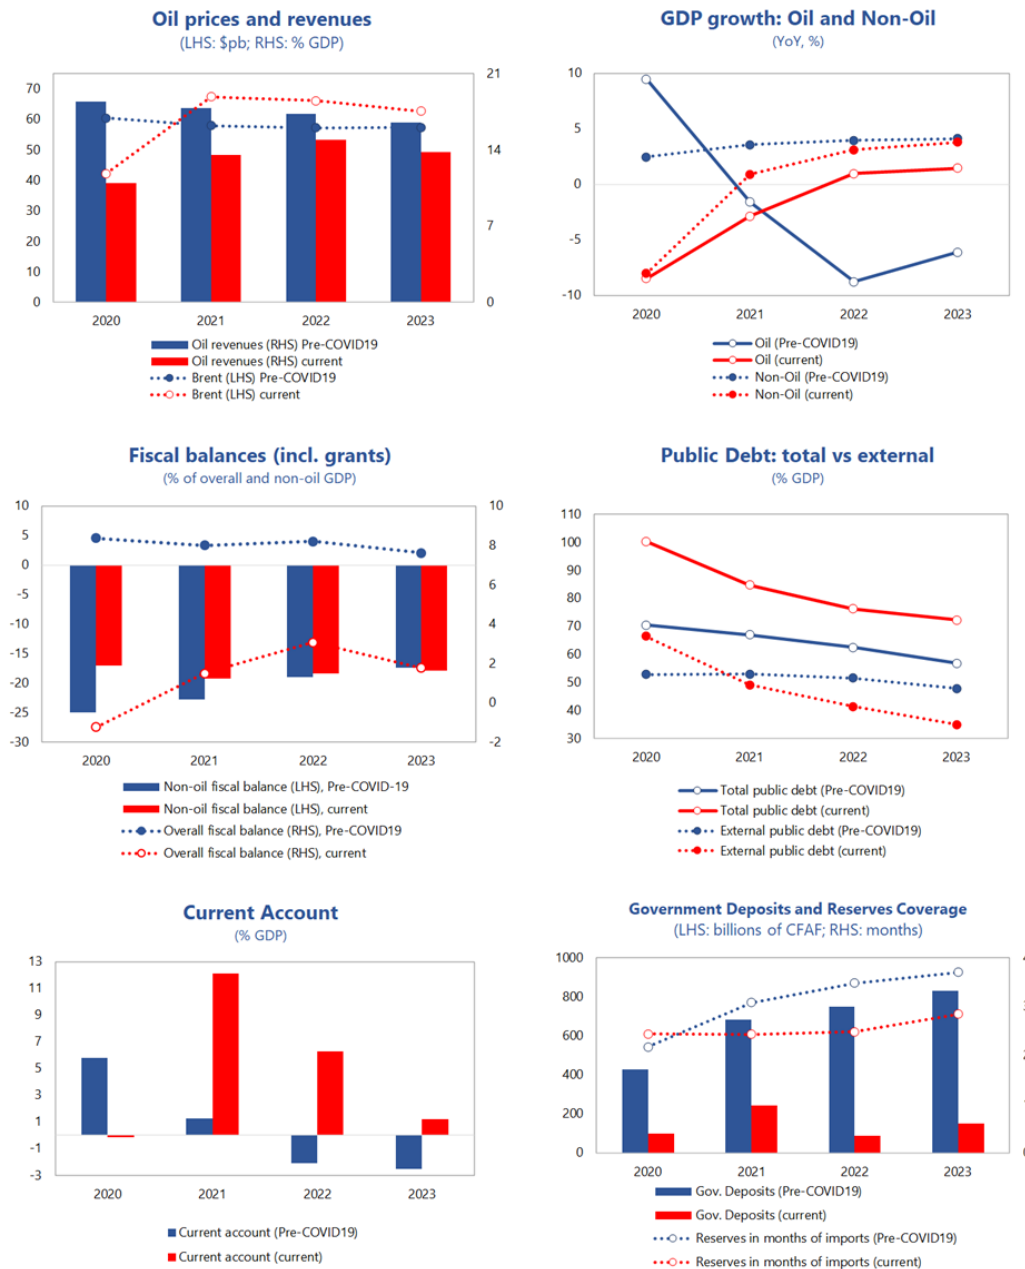 Oil prices and revenues
(LHS: $pb; RHS: % GDP)
70
60
50
40
30
20
10
0
21
14
7
0
2020 2021 2022 2023
Oil revenues (RHS) Pre-COVID19
Oil revenues (RHS) current
Brent (LHS) Pre-COVID19
Brent (LHS) current
GDP growth: Oil and Non-Oil
(YoY, %)
10
5
0
-5
-10
2020 2021 2022 2023
Oil (Pre-COVID19)
Oil (current)
Non-Oil (Pre-COVID19)
Non-Oil (current)
Fiscal balances (incl. grants)
(% of overall and non-oil GDP)
10
5
0
-5
-10
-15
-20
-25
-30
10
8
6
4
2
0
-2
2020 2021 2022 2023
Non-oil fiscal balance (LHS), Pre-COVID-19
Non-oil fiscal balance (LHS), current
Overall fiscal balance (RHS), Pre-COVID19
Overall fiscal balance (RHS), current
Public Debt: total vs external
(% GDP)
110
100
90
80
70
60
50
40
30
2020 2021 2022 2023
Total public debt (Pre-COVID19)
Total public debt (current)
External public debt (Pre-COVID19)
External public debt (current)
Current Account
(% GDP)
13
11
9
7
5
3
1
-1
-3
2020 2021 2022 2023
Current account (Pre-COVID19)
Current account (current)
Government Deposits and Reserves Coverage
(LHS: billions of CFAF; RHS: months)
1000
800
600
400
200
0
4
3
2
2020 2021 2022 2023
Gov. Deposits (Pre-COVID19)
Gov. Deposits (current)
Reserves in months of imports (Pre-COVID19)
Reserves in months of imports (current)